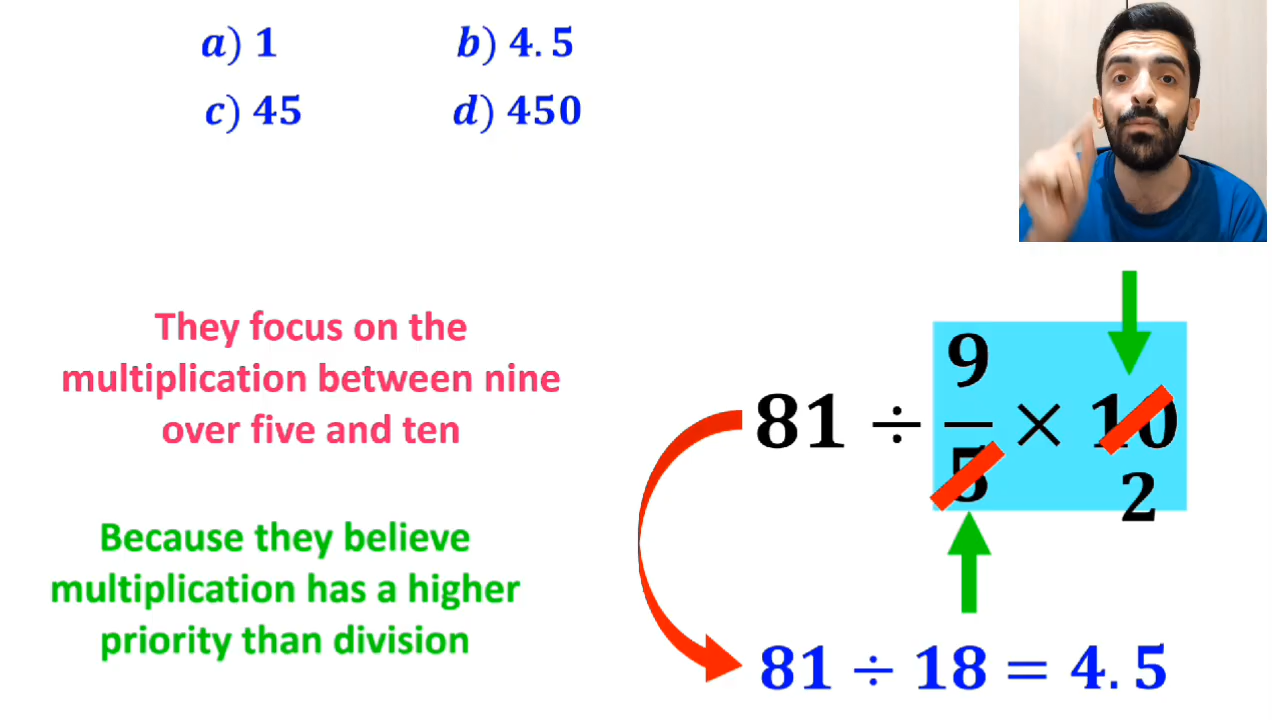 a) 1 b) 4.5
c) 45 d) 450
They focus on the
multiplication between nine
over five and ten
Because they believe
multiplication has a higher
priority than division
81 ÷ 9/5 × 10
2
81 ÷ 18 = 4.5